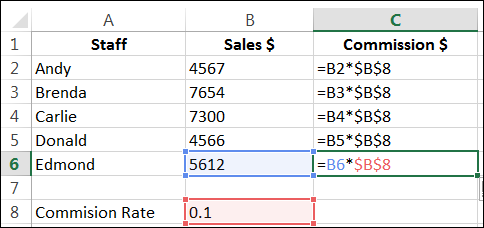 A B C
1 Staff Sales $ Commission $
2 Andy 4567 =B2*$B$8
3 Brenda 7654 =B3*$B$8
4 Carlie 7300 =B4*$B$8
5 Donald 4566 =B5*$B$8
6 Edmond 5612 =B6*$B$8
7
8 Commision Rate 0.1